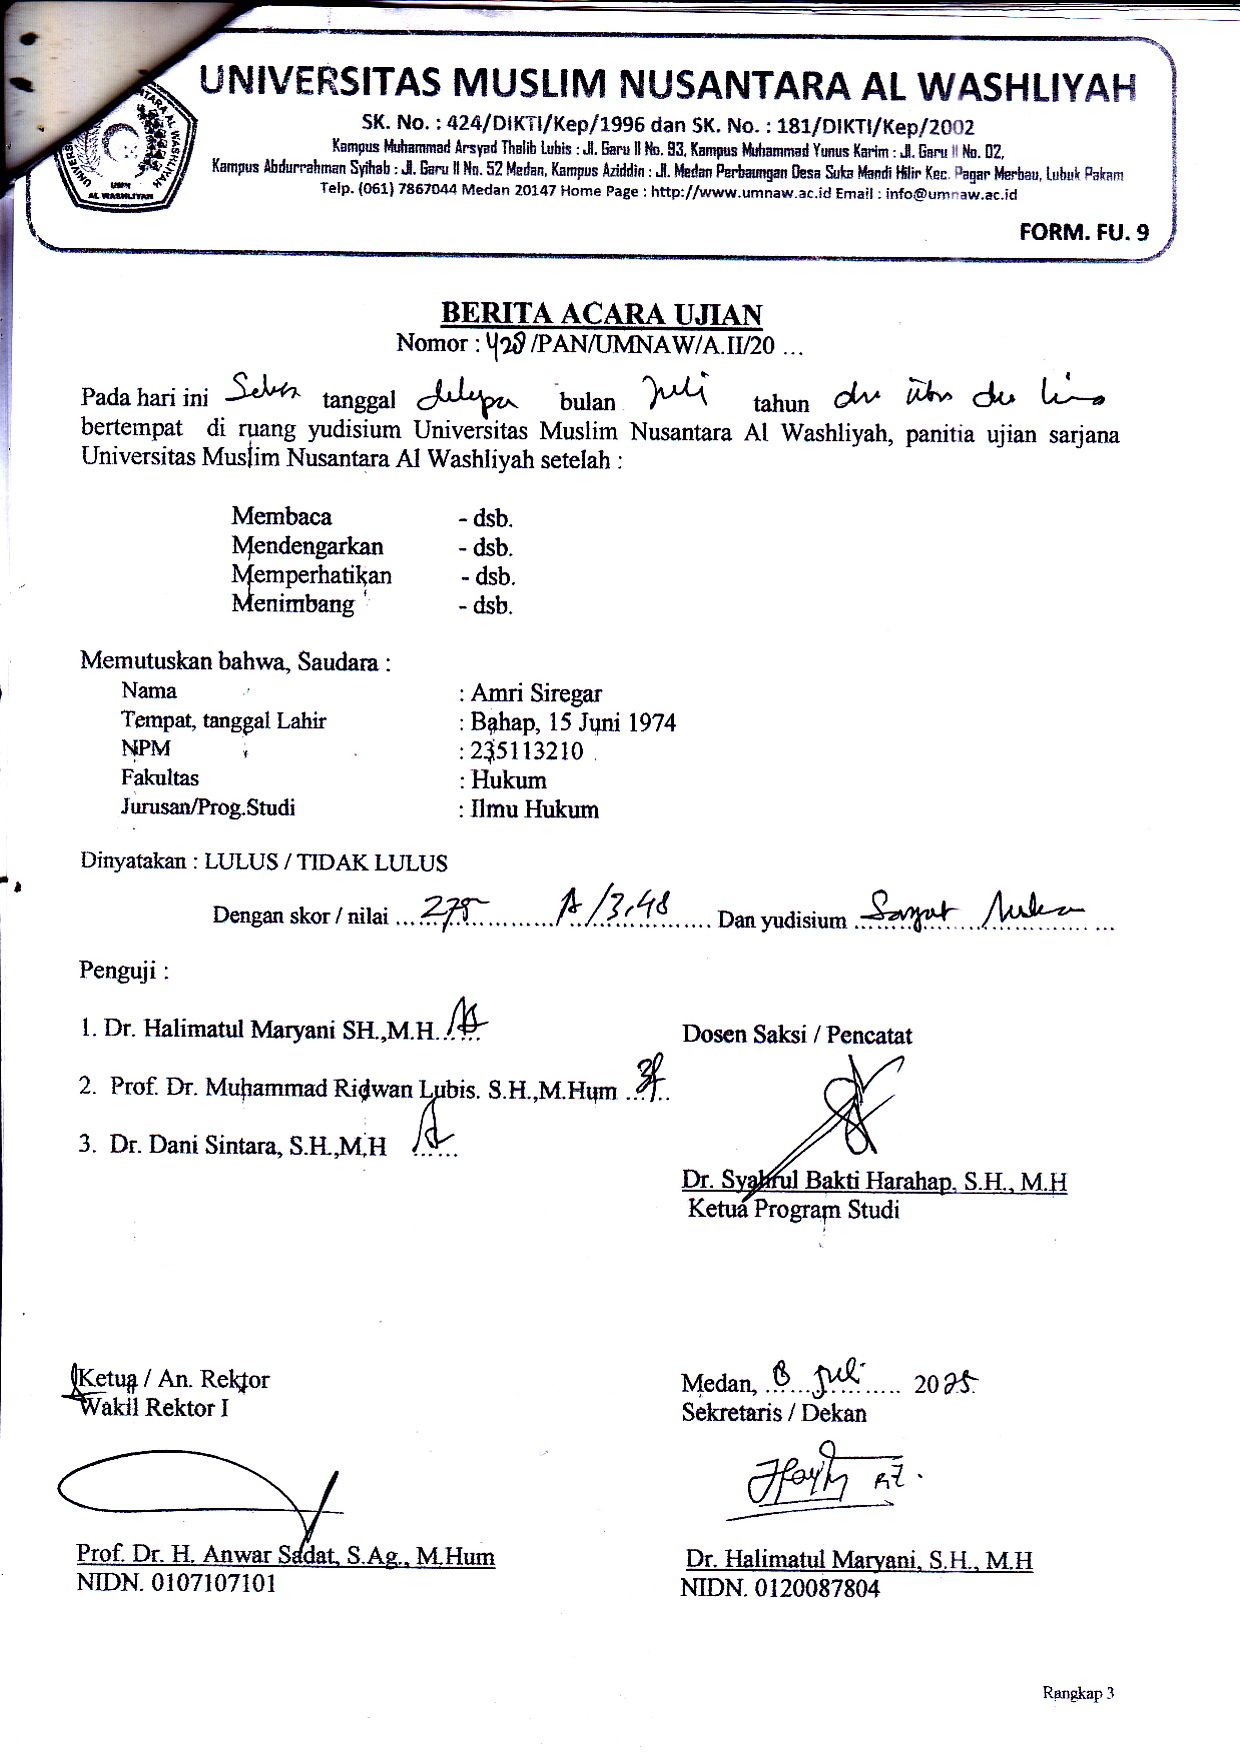 UNIVERSITAS MUSLIM NUSANTARA AL WASHLIYAH
SK. No. : 424/DIKTI/Kep/1996 dan SK. No. : 181/DIKTI/Kep/2002
Kampus Muhammad Arsyad Thalib Lubis : Jl. Garu II No. 93, Kampus Muhammad Yunus Karim : Jl. Garu II No. 02,
Kampus Abdurrahman Syihab : Jl. Garu II No. 52 Medan, Kampus Aziddin : Jl. Medan Perbaungan Desa Suka Mandi Hilir Kec. Pagar Merbau, Lubuk Pakam
Telp. (061) 7867044 Medan 20147 Home Page : http://www.umnaw.ac.id Email : info@umnaw.ac.id
UMN
AL WASHLIYAH
FORM. FU. 9
BERITA ACARA UJIAN
Nomor : 428 /PAN/UMNAW/A.II/20 ...
Pada hari ini Selasa tanggal delapan bulan Juli tahun dua ribu dua lima
bertempat di ruang yudisium Universitas Muslim Nusantara Al Washliyah, panitia ujian sarjana
Universitas Muslim Nusantara Al Washliyah setelah :
Membaca - dsb.
Mendengarkan - dsb.
Memperhatikan - dsb.
Menimbang - dsb.
Memutuskan bahwa, Saudara :
Nama : Amri Siregar
Tempat, tanggal Lahir : Bahap, 15 Juni 1974
NPM : 235113210
Fakultas : Hukum
Jurusan/Prog.Studi : Ilmu Hukum
Dinyatakan : LULUS / TIDAK LULUS
Dengan skor / nilai ... 275 ... A /3,48 ... Dan yudisium ... Sangat ...
Penguji :
1. Dr. Halimatul Maryani SH.,M.H......
Dosen Saksi / Pencatat
2. Prof. Dr. Muhammad Ridwan Lubis. S.H.,M.Hum ......
3. Dr. Dani Sintara, S.H.,M.H ......
Dr. Syahrul Bakti Harahap. S.H., M.H
Ketua Program Studi
Ketua / An. Rektor
Wakil Rektor I
Medan, ... 8 Juli ... 2025
Sekretaris / Dekan
Prof. Dr. H. Anwar Sadat, S.Ag., M.Hum
NIDN. 0107107101
Dr. Halimatul Maryani, S.H., M.H
NIDN. 0120087804
Rangkap 3